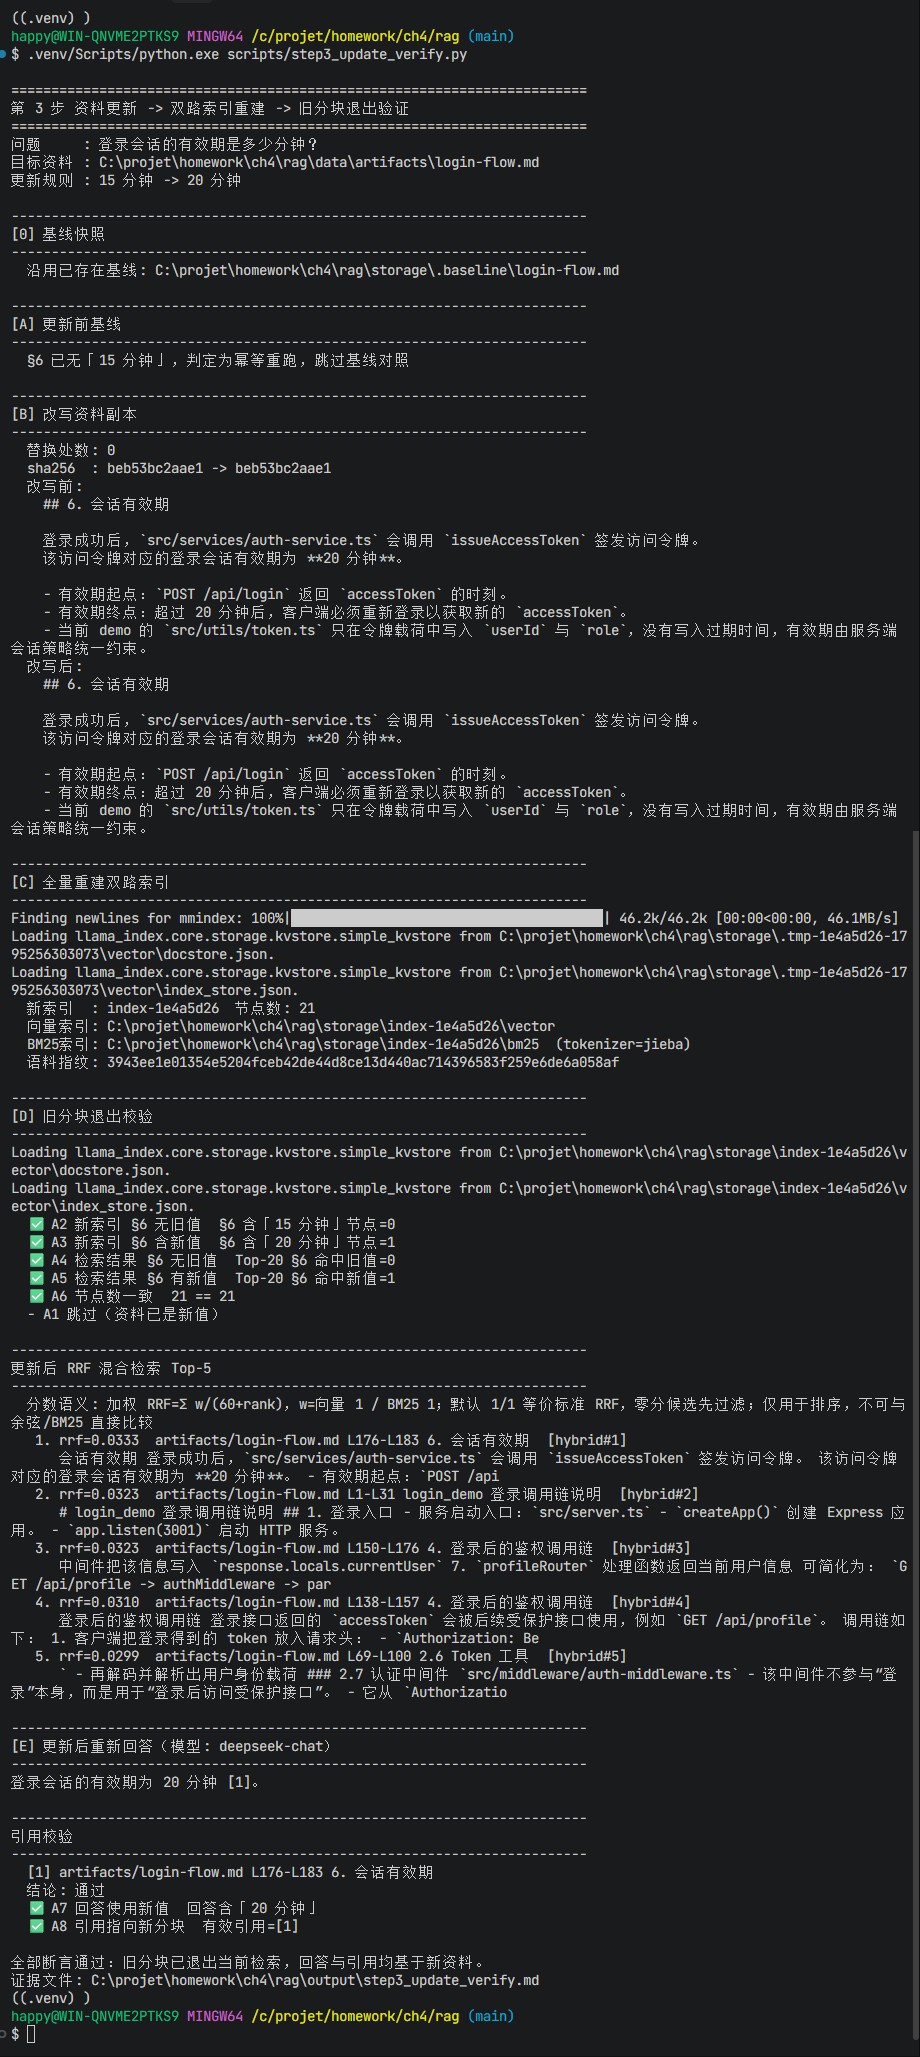 ((.venv) )
happy@WIN-QNVME2PTKS9 MINGW64 /c/projet/homework/ch4/rag (main)
$ .venv/Scripts/python.exe scripts/step3_update_verify.py
========================================================================
第 3 步 资料更新 -> 双路索引重建 -> 旧分块退出验证
========================================================================
问题     : 登录会话的有效期是多少分钟？
目标资料 : C:\projet\homework\ch4\rag\data\artifacts\login-flow.md
更新规则 : 15 分钟 -> 20 分钟
------------------------------------------------------------------------
[0] 基线快照
------------------------------------------------------------------------
  沿用已存在基线: C:\projet\homework\ch4\rag\storage\.baseline\login-flow.md
------------------------------------------------------------------------
[A] 更新前基线
------------------------------------------------------------------------
  §6 已无「15 分钟」，判定为幂等重跑，跳过基线对照
------------------------------------------------------------------------
[B] 改写资料副本
------------------------------------------------------------------------
  替换处数: 0
  sha256  : beb53bc2aae1 -> beb53bc2aae1
  改写前:
    ## 6. 会话有效期
    登录成功后，`src/services/auth-service.ts` 会调用 `issueAccessToken` 签发访问令牌。
    该访问令牌对应的登录会话有效期为 **20 分钟**。
    - 有效期起点：`POST /api/login` 返回 `accessToken` 的时刻。
    - 有效期终点：超过 20 分钟后，客户端必须重新登录以获取新的 `accessToken`。
    - 当前 demo 的 `src/utils/token.ts` 只在令牌载荷中写入 `userId` 与 `role`，没有写入过期时间，有效期由服务端
会话策略统一约束。
  改写后:
    ## 6. 会话有效期
    登录成功后，`src/services/auth-service.ts` 会调用 `issueAccessToken` 签发访问令牌。
    该访问令牌对应的登录会话有效期为 **20 分钟**。
    - 有效期起点：`POST /api/login` 返回 `accessToken` 的时刻。
    - 有效期终点：超过 20 分钟后，客户端必须重新登录以获取新的 `accessToken`。
    - 当前 demo 的 `src/utils/token.ts` 只在令牌载荷中写入 `userId` 与 `role`，没有写入过期时间，有效期由服务端
会话策略统一约束。
------------------------------------------------------------------------
[C] 全量重建双路索引
------------------------------------------------------------------------
Finding newlines for mmindex: 100%|                                       | 46.2k/46.2k [00:00<00:00, 46.1MB/s]
Loading llama_index.core.storage.kvstore.simple_kvstore from C:\projet\homework\ch4\rag\storage\.tmp-1e4a5d26-17
95256303073\vector\docstore.json.
Loading llama_index.core.storage.kvstore.simple_kvstore from C:\projet\homework\ch4\rag\storage\.tmp-1e4a5d26-17
95256303073\vector\index_store.json.
  新索引  : index-1e4a5d26  节点数: 21
  向量索引: C:\projet\homework\ch4\rag\storage\index-1e4a5d26\vector
  BM25索引: C:\projet\homework\ch4\rag\storage\index-1e4a5d26\bm25  (tokenizer=jieba)
  语料指纹: 3943ee1e01354e5204fceb42de44d8ce13d440ac714396583f259e6de6a058af
------------------------------------------------------------------------
[D] 旧分块退出校验
------------------------------------------------------------------------
Loading llama_index.core.storage.kvstore.simple_kvstore from C:\projet\homework\ch4\rag\storage\index-1e4a5d26\v
ector\docstore.json.
Loading llama_index.core.storage.kvstore.simple_kvstore from C:\projet\homework\ch4\rag\storage\index-1e4a5d26\v
ector\index_store.json.
  ✅ A2 新索引 §6 无旧值  §6 含「15 分钟」节点=0
  ✅ A3 新索引 §6 含新值  §6 含「20 分钟」节点=1
  ✅ A4 检索结果 §6 无旧值  Top-20 §6 命中旧值=0
  ✅ A5 检索结果 §6 有新值  Top-20 §6 命中新值=1
  ✅ A6 节点数一致  21 == 21
  - A1 跳过（资料已是新值）
------------------------------------------------------------------------
更新后 RRF 混合检索 Top-5
------------------------------------------------------------------------
  分数语义: 加权 RRF=Σ w/(60+rank)，w=向量 1 / BM25 1；默认 1/1 等价标准 RRF，零分候选先过滤；仅用于排序，不可与
余弦/BM25 直接比较
   1. rrf=0.0333  artifacts/login-flow.md L176-L183 6. 会话有效期  [hybrid#1]
      会话有效期 登录成功后，`src/services/auth-service.ts` 会调用 `issueAccessToken` 签发访问令牌。 该访问令牌
对应的登录会话有效期为 **20 分钟**。 - 有效期起点：`POST /api
   2. rrf=0.0323  artifacts/login-flow.md L1-L31 login_demo 登录调用链说明  [hybrid#2]
      # login_demo 登录调用链说明 ## 1. 登录入口 - 服务启动入口：`src/server.ts` - `createApp()` 创建 Express 应
用。 - `app.listen(3001)` 启动 HTTP 服务。
   3. rrf=0.0323  artifacts/login-flow.md L150-L176 4. 登录后的鉴权调用链  [hybrid#3]
      中间件把该信息写入 `response.locals.currentUser` 7. `profileRouter` 处理函数返回当前用户信息 可简化为： `G
ET /api/profile -> authMiddleware -> par
   4. rrf=0.0310  artifacts/login-flow.md L138-L157 4. 登录后的鉴权调用链  [hybrid#4]
      登录后的鉴权调用链 登录接口返回的 `accessToken` 会被后续受保护接口使用，例如 `GET /api/profile`。 调用链如
下： 1. 客户端把登录得到的 token 放入请求头： - `Authorization: Be
   5. rrf=0.0299  artifacts/login-flow.md L69-L100 2.6 Token 工具  [hybrid#5]
      ` - 再解码并解析出用户身份载荷 ### 2.7 认证中间件 `src/middleware/auth-middleware.ts` - 该中间件不参与“登
录”本身，而是用于“登录后访问受保护接口”。 - 它从 `Authorizatio
------------------------------------------------------------------------
[E] 更新后重新回答（模型: deepseek-chat）
------------------------------------------------------------------------
登录会话的有效期为 20 分钟 [1]。
------------------------------------------------------------------------
引用校验
------------------------------------------------------------------------
  [1] artifacts/login-flow.md L176-L183 6. 会话有效期
  结论: 通过
  ✅ A7 回答使用新值  回答含「20 分钟」
  ✅ A8 引用指向新分块  有效引用=[1]
全部断言通过：旧分块已退出当前检索，回答与引用均基于新资料。
证据文件: C:\projet\homework\ch4\rag\output\step3_update_verify.md
((.venv) )
happy@WIN-QNVME2PTKS9 MINGW64 /c/projet/homework/ch4/rag (main)
$